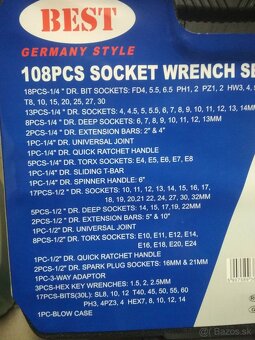 BEST
GERMANY STYLE
108PCS SOCKET WRENCH SE
18PCS-1/4" DR. BIT SOCKETS: FD4, 5.5, 6.5 PH1, 2 PZ1, 2 HW3, 4, 5
T8, 10, 15, 20, 25, 27, 30
13PCS-1/4" DR. SOCKETS: 4, 4.5, 5, 5.5, 6, 7, 8, 9, 10, 11, 12, 13, 14MM
8PCS-1/4" DR. DEEP SOCKETS: 6, 7, 8, 9, 10, 11, 12, 13MM
2PCS-1/4" DR. EXTENSION BARS: 2" & 4"
1PC-1/4" DR. UNIVERSAL JOINT
1PC-1/4" DR. QUICK RATCHET HANDLE
5PCS-1/4" DR. TORX SOCKETS: E4, E5, E6, E7, E8
1PC-1/4" DR. SLIDING T-BAR
1PC-1/4" DR. SPINNER HANDLE: 6"
17PCS-1/2" DR. SOCKETS: 10, 11, 12, 13, 14, 15, 16, 17,
18, 19, 20, 21, 22, 24, 27, 30, 32MM
5PCS-1/2" DR. DEEP SOCKETS: 14, 15, 17, 19, 22MM
2PCS-1/2" DR. EXTENSION BARS: 5" & 10"
1PC-1/2" DR. UNIVERSAL JOINT
8PCS-1/2" DR. TORX SOCKETS: E10, E11, E12, E14,
E16, E18, E20, E24
1PC-1/2" DR. QUICK RATCHET HANDLE
2PCS-1/2" DR. SPARK PLUG SOCKETS: 16MM & 21MM
1PC-3-WAY ADAPTOR
3PCS-HEX KEY WRENCHES: 1.5, 2, 2.5MM
17PCS-BITS(30L): SL8, 10, 12 T40, 45, 50, 55, 60
PH3, 4PZ3, 4 HEX7, 8, 10, 12, 14
1PC-BLOW CASE